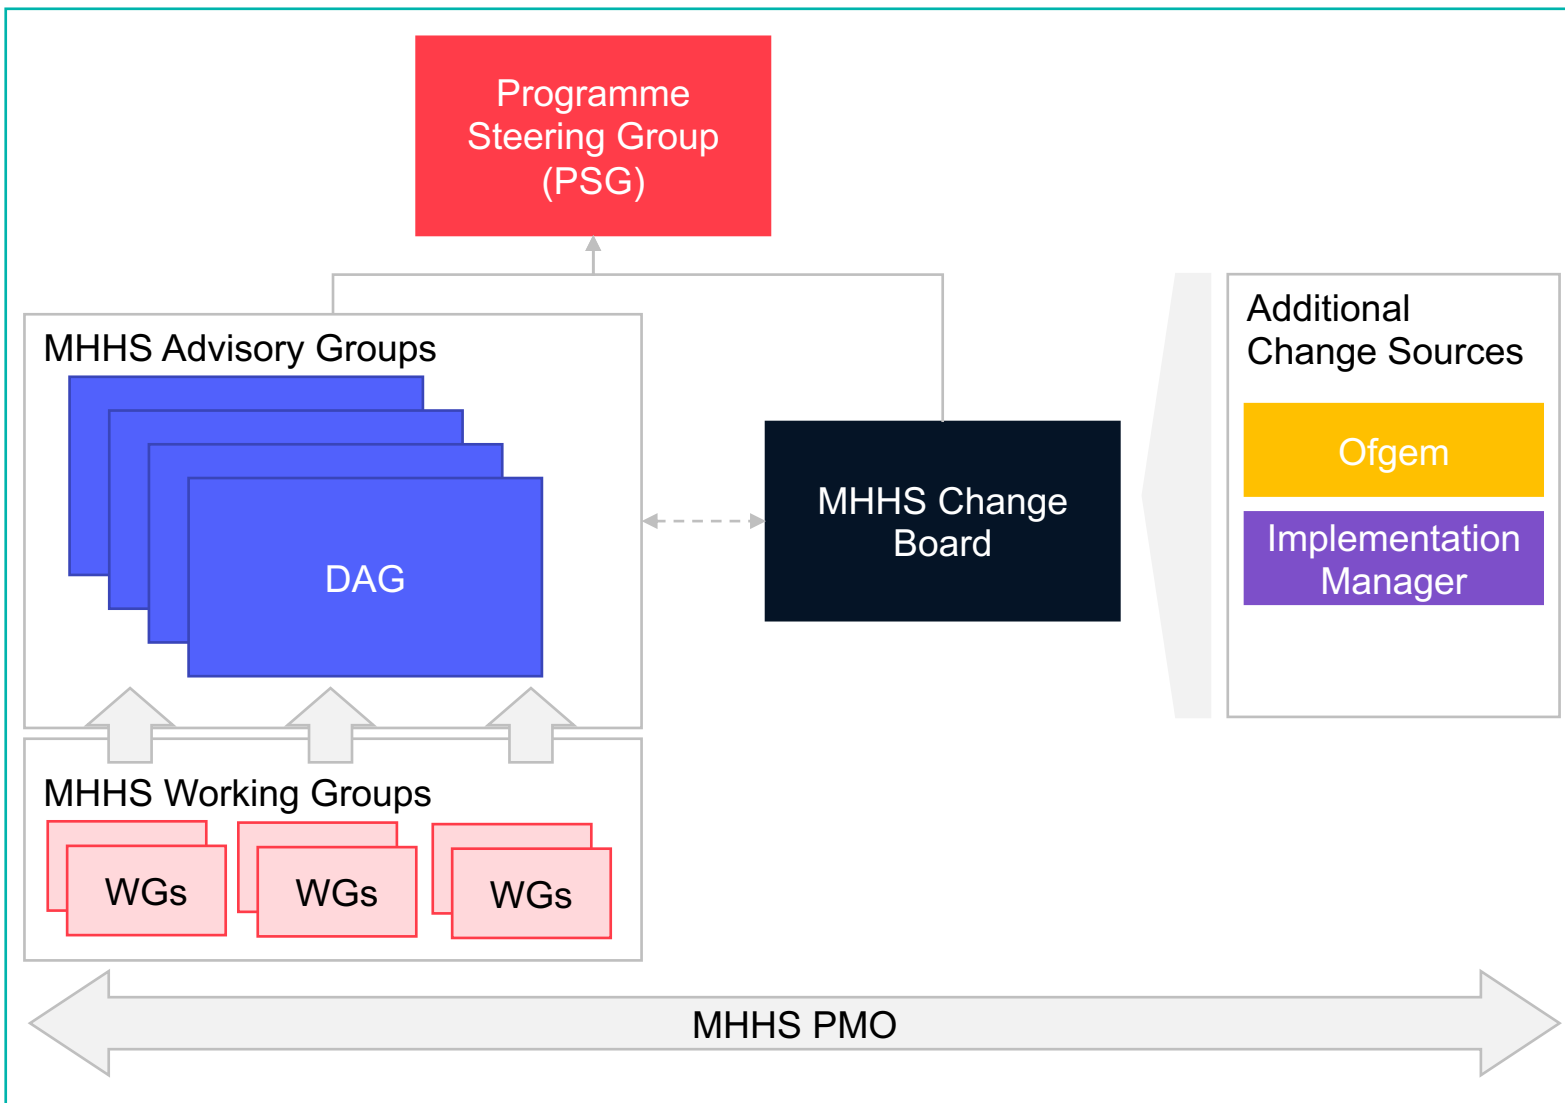 Programme
Steering Group
(PSG)
MHHS Advisory Groups
DAG
MHHS Change
Board
Additional
Change Sources
Ofgem
Implementation
Manager
MHHS Working Groups
WGs
WGs
WGs
MHHS PMO